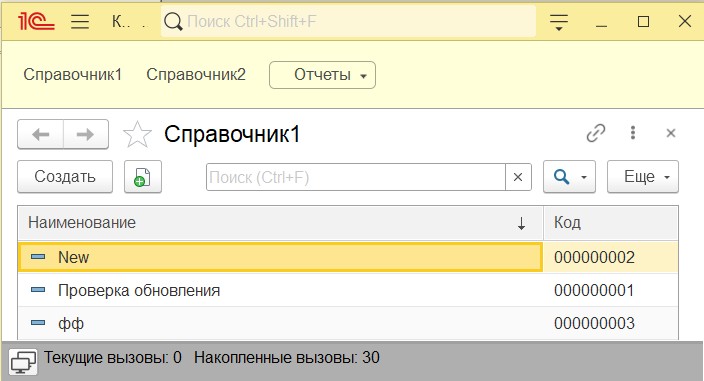 1С К.. . Поиск Ctrl+Shift+F
Справочник1 Справочник2 Отчеты
Справочник1
Создать Поиск (Ctrl+F) × Еще
Наименование ↓ Код
New 000000002
Проверка обновления 000000001
фф 000000003
Текущие вызовы: 0 Накопленные вызовы: 30